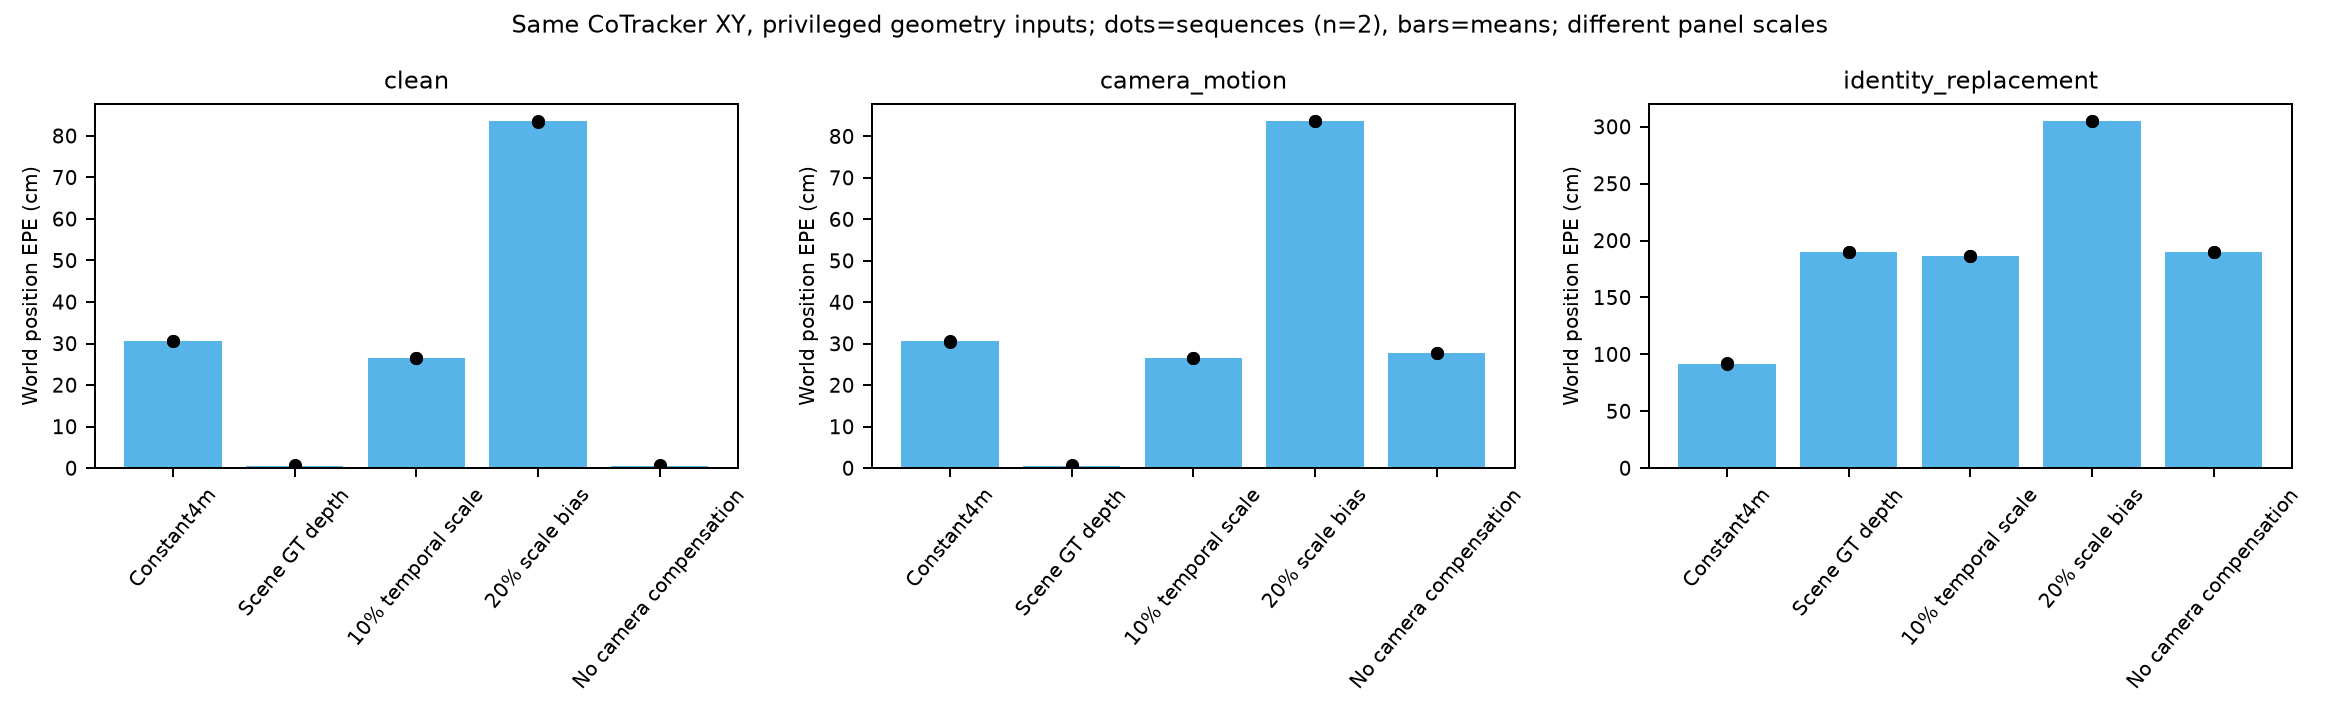 Same CoTracker XY, privileged geometry inputs; dots=sequences (n=2), bars=means; different panel scales
clean
World position EPE (cm)
80
70
60
50
40
30
20
10
0
Constant4m
Scene GT depth
10% temporal scale
20% scale bias
No camera compensation
camera_motion
World position EPE (cm)
80
70
60
50
40
30
20
10
0
Constant4m
Scene GT depth
10% temporal scale
20% scale bias
No camera compensation
identity_replacement
World position EPE (cm)
300
250
200
150
100
50
0
Constant4m
Scene GT depth
10% temporal scale
20% scale bias
No camera compensation